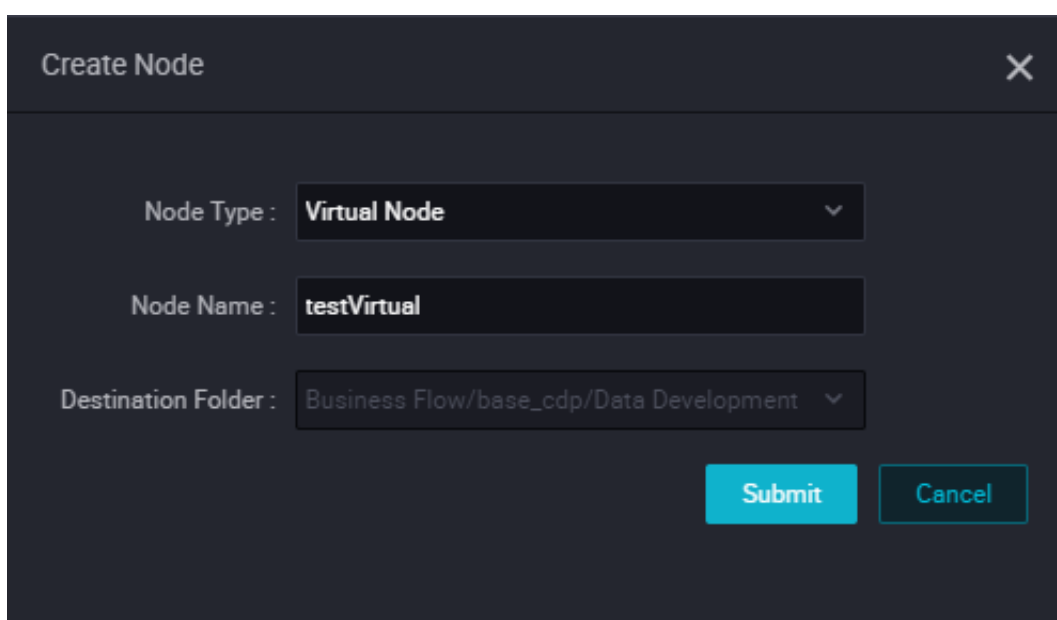 Create Node
Node Type : Virtual Node
Node Name : testVirtual
Destination Folder : Business Flow/base_cdp/Data Development
Submit Cancel